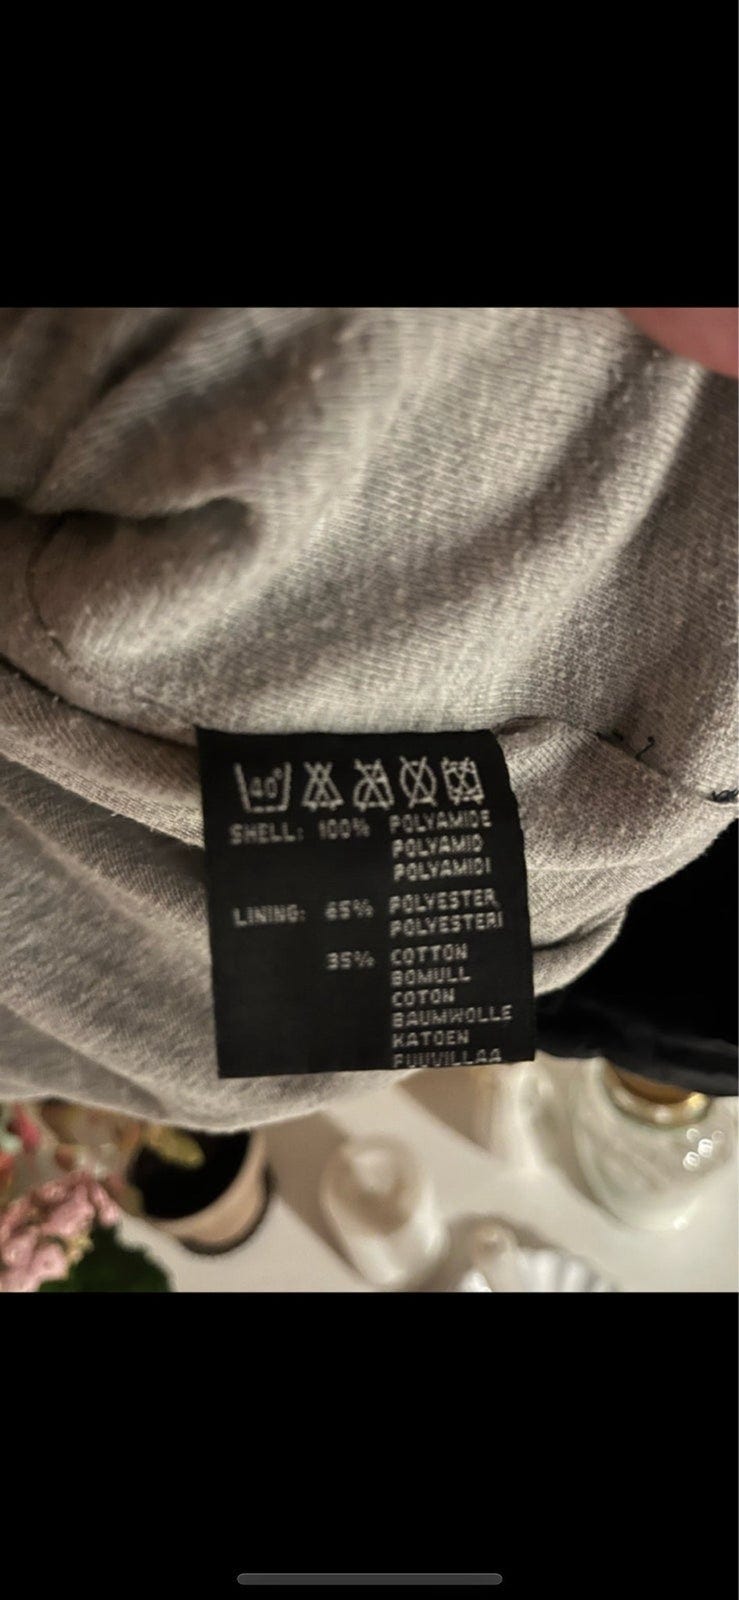 40°
SHELL: 100% POLYAMIDE
POLYAMID
POLYAMIDI
LINING: 65% POLYESTER
POLYESTERI
35% COTTON
BOMULL
COTON
BAUMWOLLE
KATOEN
PUUVILLAA